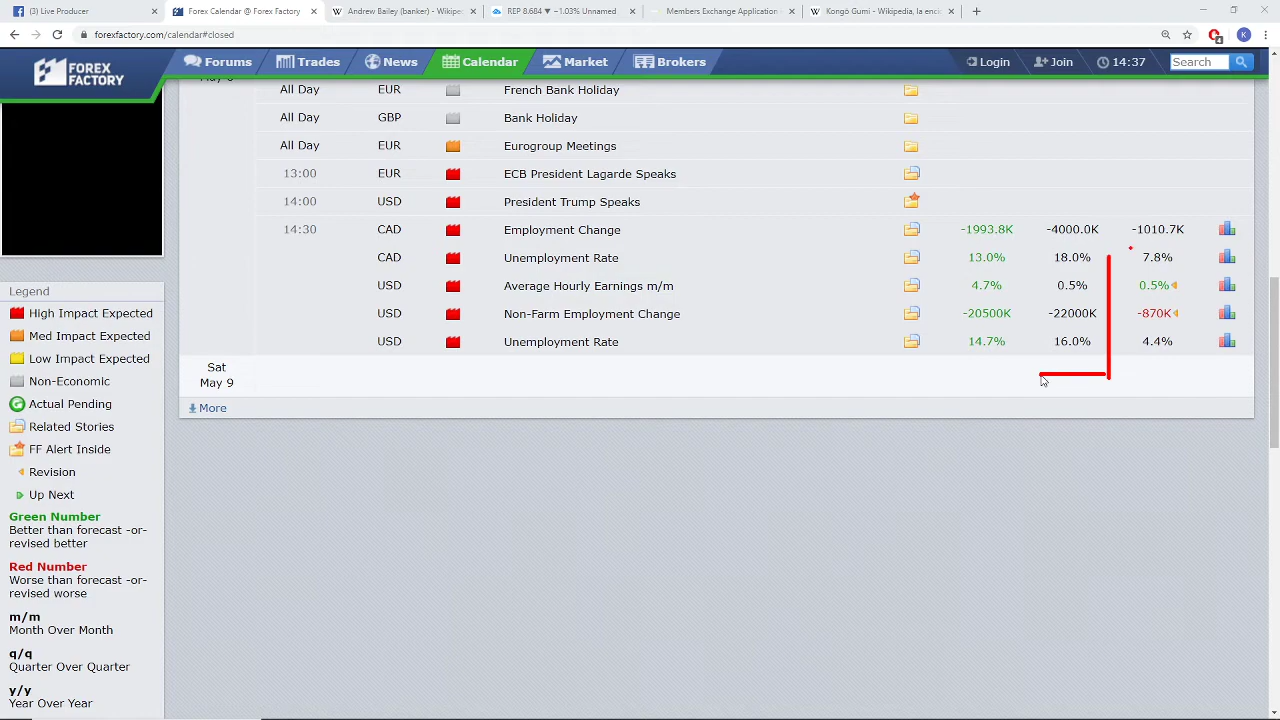 (3) Live Producer
Forex Calendar @ Forex Factory
Andrew Bailey (banker) - Wikipe
REP 8.684 ▼ −1.03% Unnamed
Members Exchange Application
Kongō Gumi - Wikipedia, la enci
forexfactory.com/calendar#closed
K
FOREX
FACTORY
Forums
Trades
News
Calendar
Market
Brokers
Login
Join
14:37
Search
All Day EUR French Bank Holiday
All Day GBP Bank Holiday
All Day EUR Eurogroup Meetings
13:00 EUR ECB President Lagarde Speaks
14:00 USD President Trump Speaks
14:30 CAD Employment Change -1993.8K -4000.0K -1010.7K
CAD Unemployment Rate 13.0% 18.0% 7.8%
USD Average Hourly Earnings m/m 4.7% 0.5% 0.5%
USD Non-Farm Employment Change -20500K -22000K -870K
USD Unemployment Rate 14.7% 16.0% 4.4%
Sat
May 9
More
Legend
High Impact Expected
Med Impact Expected
Low Impact Expected
Non-Economic
Actual Pending
Related Stories
FF Alert Inside
Revision
Up Next
Green Number
Better than forecast -or-
revised better
Red Number
Worse than forecast -or-
revised worse
m/m
Month Over Month
q/q
Quarter Over Quarter
y/y
Year Over Year